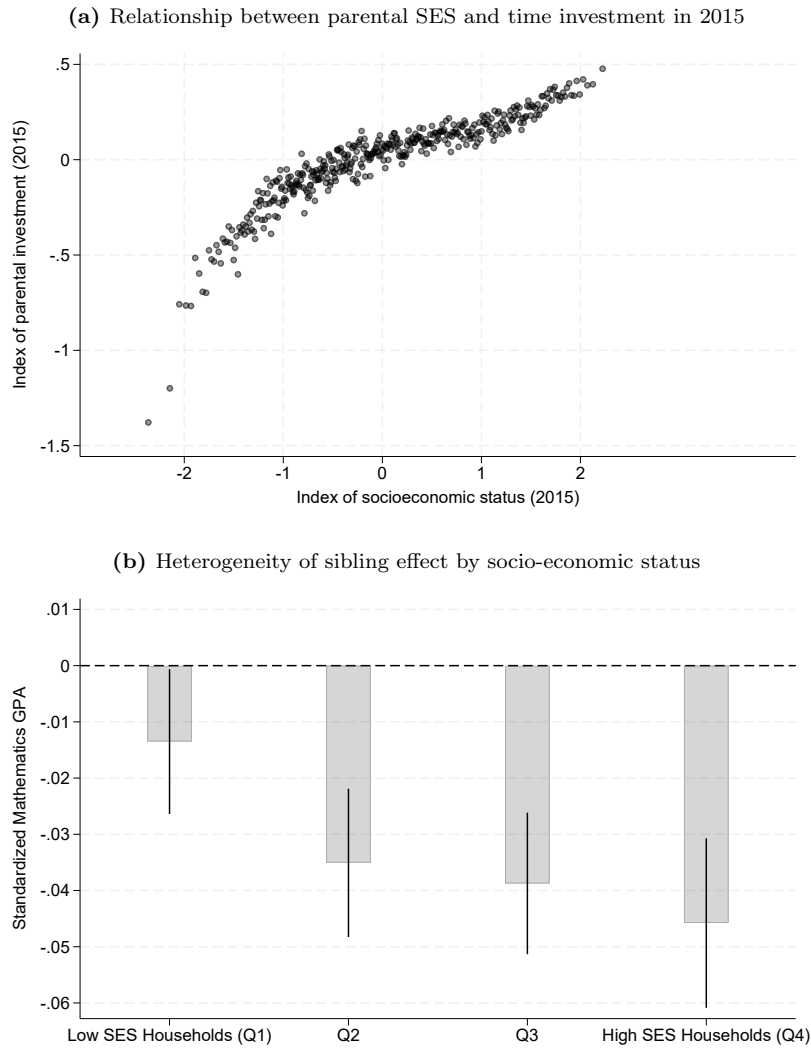 (a) Relationship between parental SES and time investment in 2015
Index of parental investment (2015)
.5
0
-.5
-1
-1.5
-2 -1 0 1 2
Index of socioeconomic status (2015)
(b) Heterogeneity of sibling effect by socio-economic status
Standardized Mathematics GPA
.01
0
-.01
-.02
-.03
-.04
-.05
-.06
Low SES Households (Q1) Q2 Q3 High SES Households (Q4)